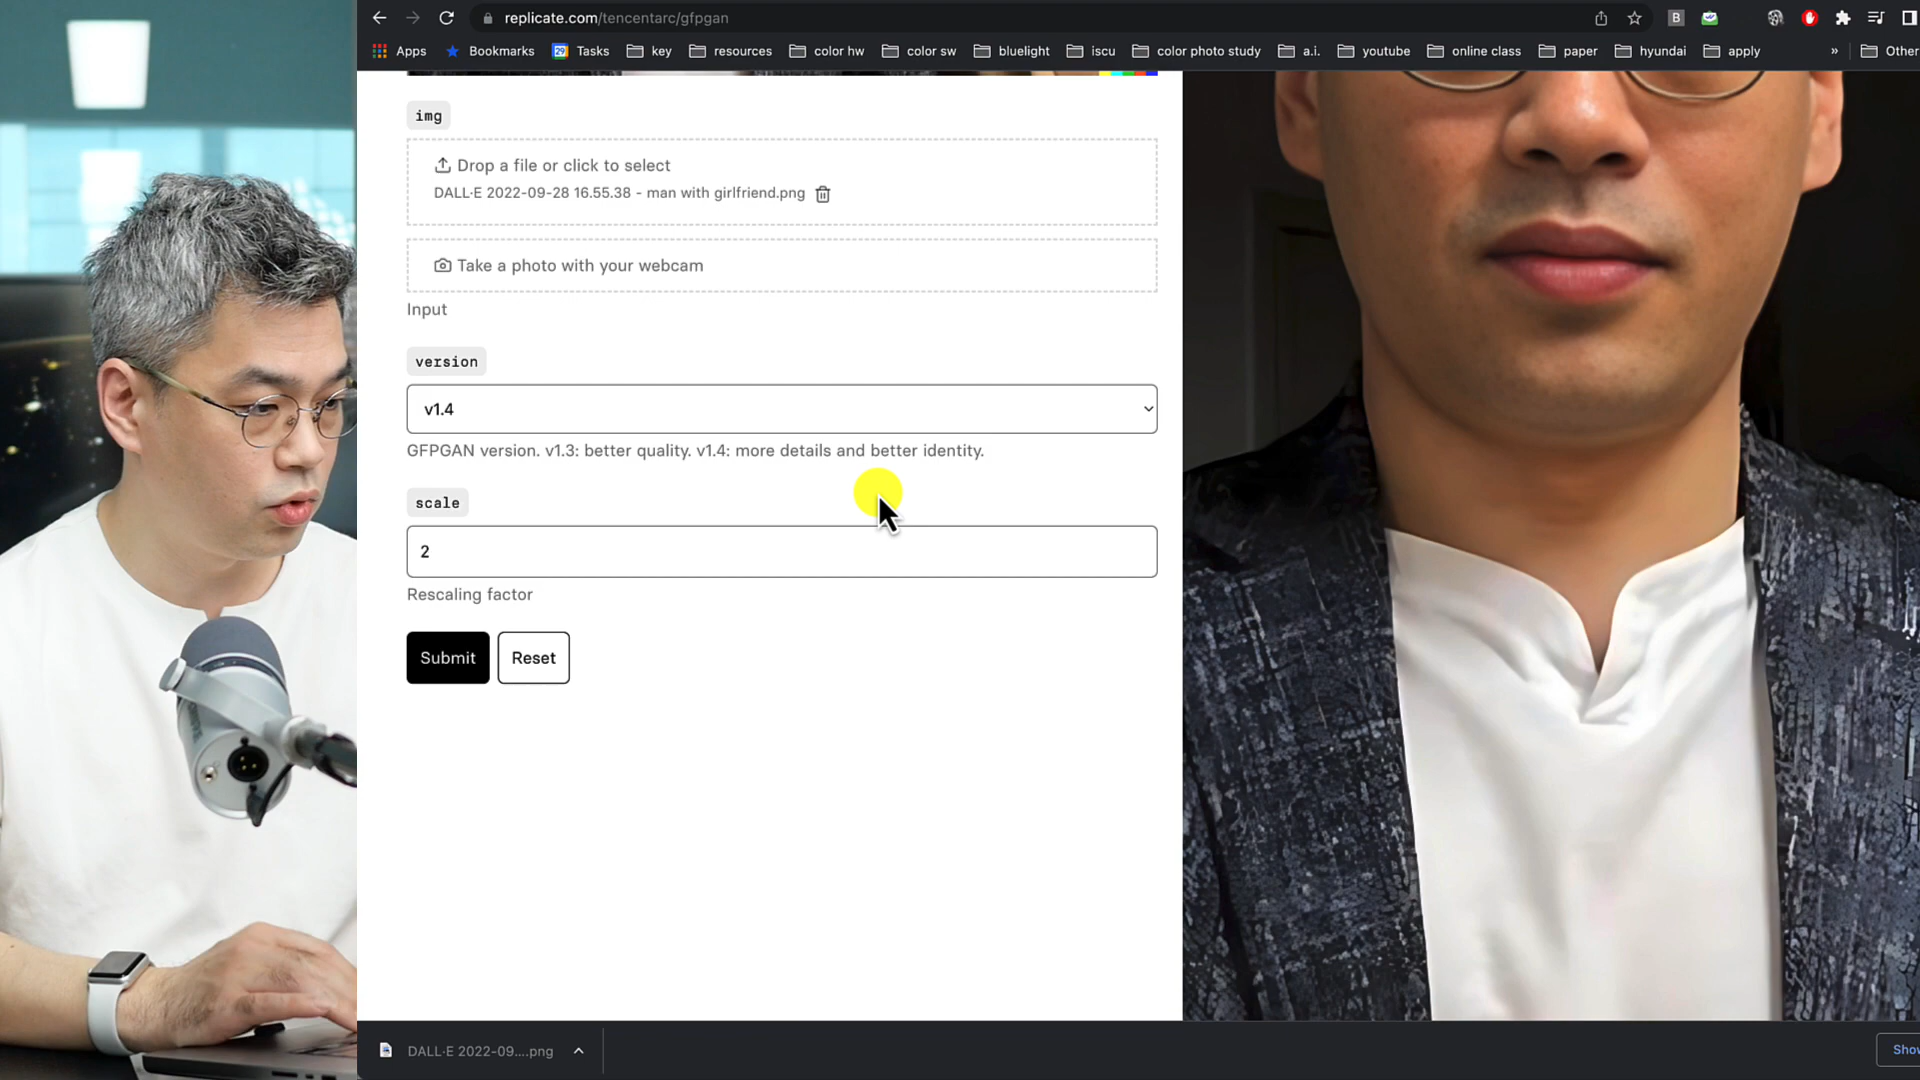 replicate.com/tencentarc/gfpgan
B
Apps
29
Bookmarks
Tasks
key
resources
color hw
color sw
bluelight
iscu
color photo study
a.i.
youtube
online class
paper
hyundai
apply
»
Other
img
Drop a file or click to select
DALL·E 2022-09-28 16.55.38 - man with girlfriend.png
Take a photo with your webcam
Input
version
v1.4
GFPGAN version. v1.3: better quality. v1.4: more details and better identity.
scale
2
Rescaling factor
Submit
Reset
DALL·E 2022-09....png
Show